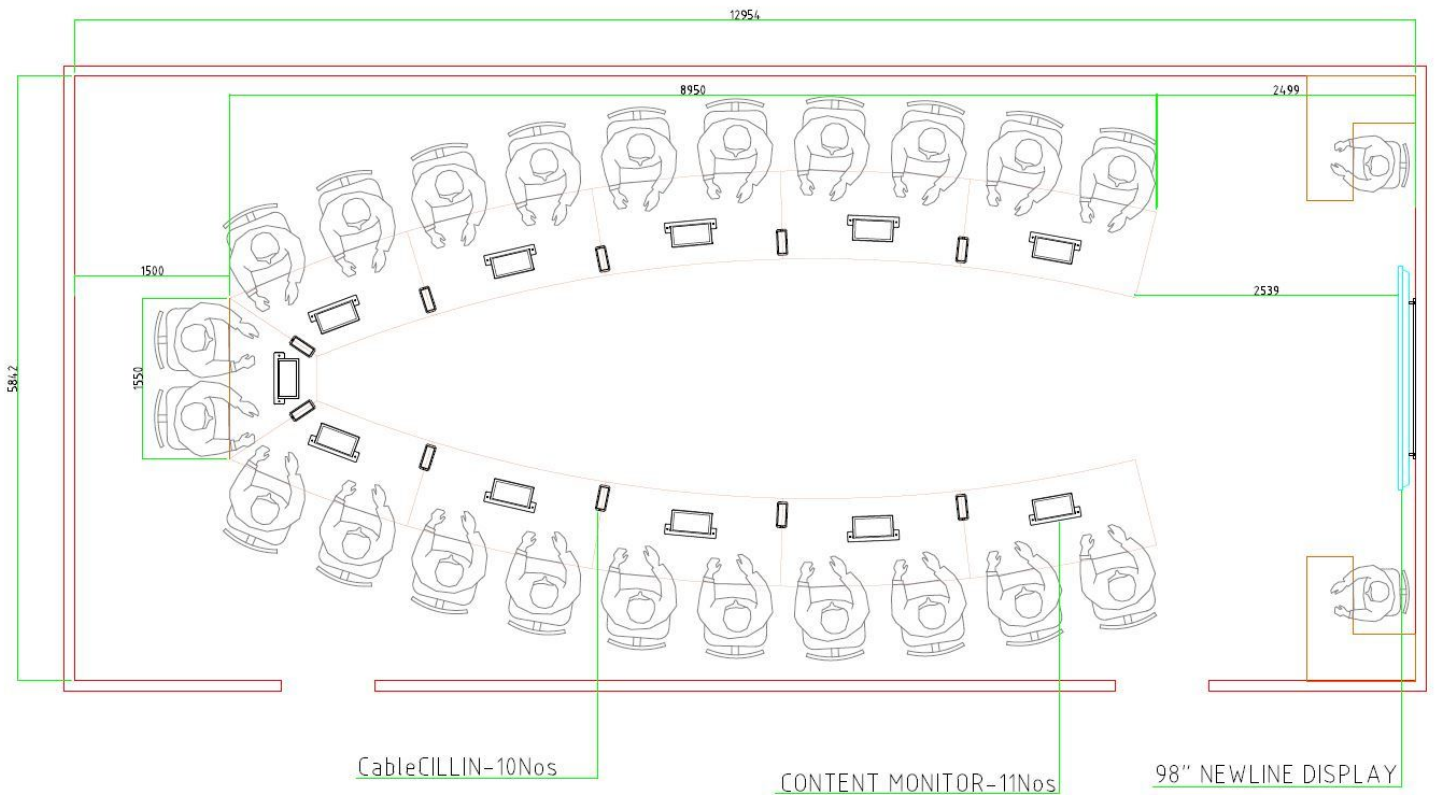 12954
8950
2499
1500
2539
5842
1550
CableCILLIN-10Nos
CONTENT MONITOR-11Nos
98" NEWLINE DISPLAY